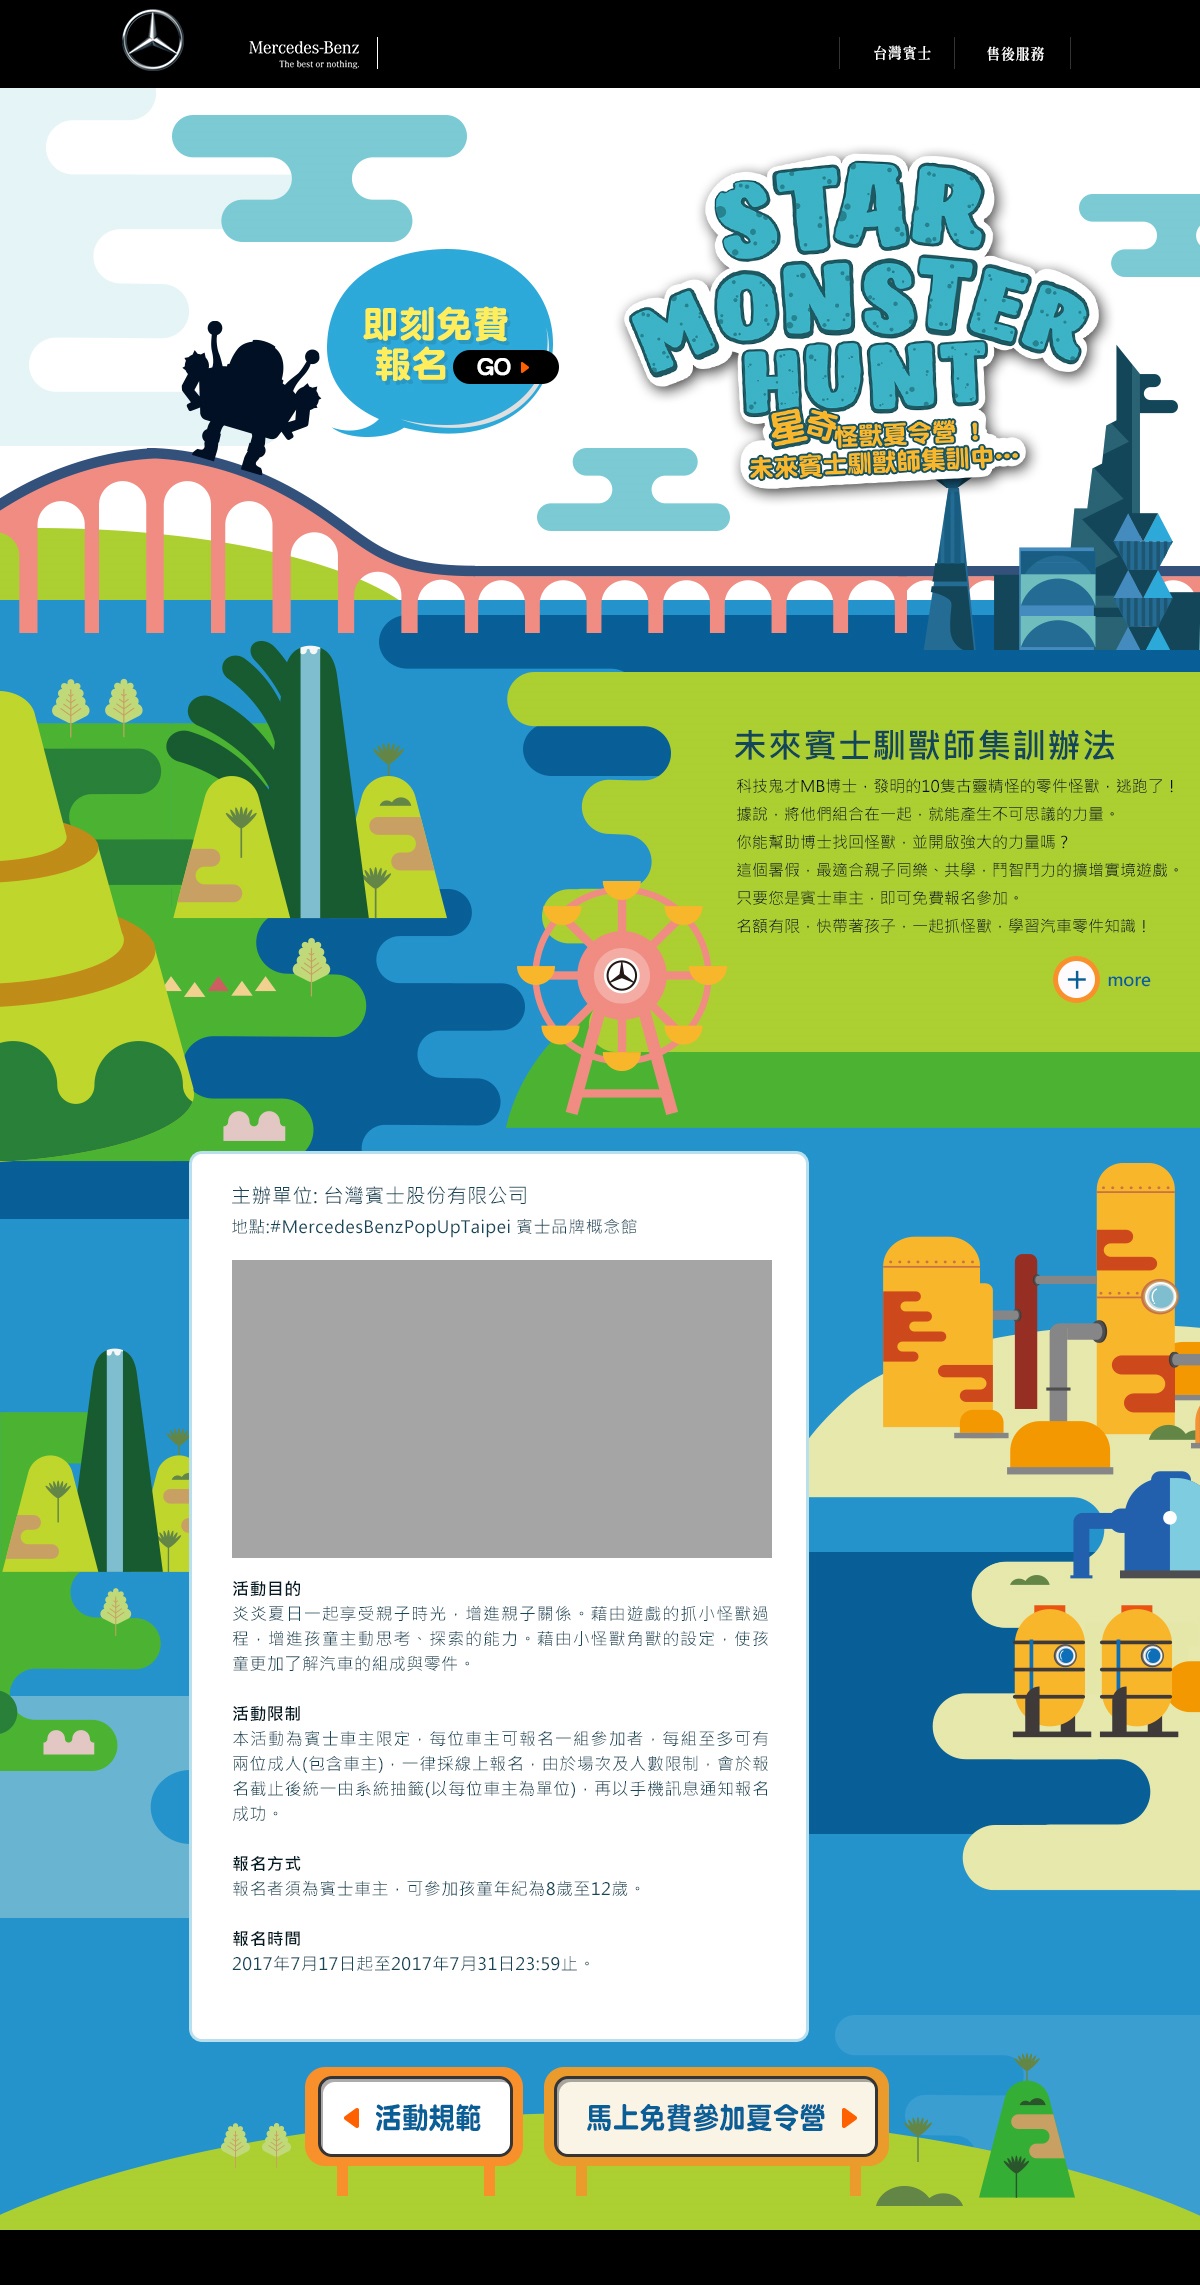 Mercedes-Benz
The best or nothing.
台灣賓士
售後服務
STAR
MONSTER
HUNT
星奇怪獸夏令營！
未來賓士馴獸師集訓中…
即刻免費
報名 GO
未來賓士馴獸師集訓辦法
科技鬼才MB博士，發明的10隻古靈精怪的零件怪獸，逃跑了！
據說，將他們組合在一起，就能產生不可思議的力量。
你能幫助博士找回怪獸，並開啟強大的力量嗎？
這個暑假，最適合親子同樂、共學，鬥智鬥力的擴增實境遊戲。
只要您是賓士車主，即可免費報名參加。
名額有限，快帶著孩子，一起抓怪獸，學習汽車零件知識！
more
主辦單位: 台灣賓士股份有限公司
地點:#MercedesBenzPopUpTaipei 賓士品牌概念館
活動目的
炎炎夏日一起享受親子時光，增進親子關係。藉由遊戲的抓小怪獸過
程，增進孩童主動思考、探索的能力。藉由小怪獸角獸的設定，使孩
童更加了解汽車的組成與零件。
活動限制
本活動為賓士車主限定，每位車主可報名一組參加者，每組至多可有
兩位成人(包含車主)，一律採線上報名，由於場次及人數限制，會於報
名截止後統一由系統抽籤(以每位車主為單位)，再以手機訊息通知報名
成功。
報名方式
報名者須為賓士車主，可參加孩童年紀為8歲至12歲。
報名時間
2017年7月17日起至2017年7月31日23:59止。
活動規範
馬上免費參加夏令營